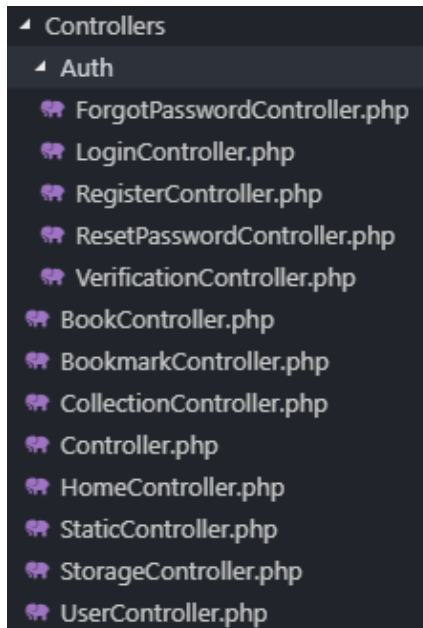 Controllers
Auth
ForgotPasswordController.php
LoginController.php
RegisterController.php
ResetPasswordController.php
VerificationController.php
BookController.php
BookmarkController.php
CollectionController.php
Controller.php
HomeController.php
StaticController.php
StorageController.php
UserController.php